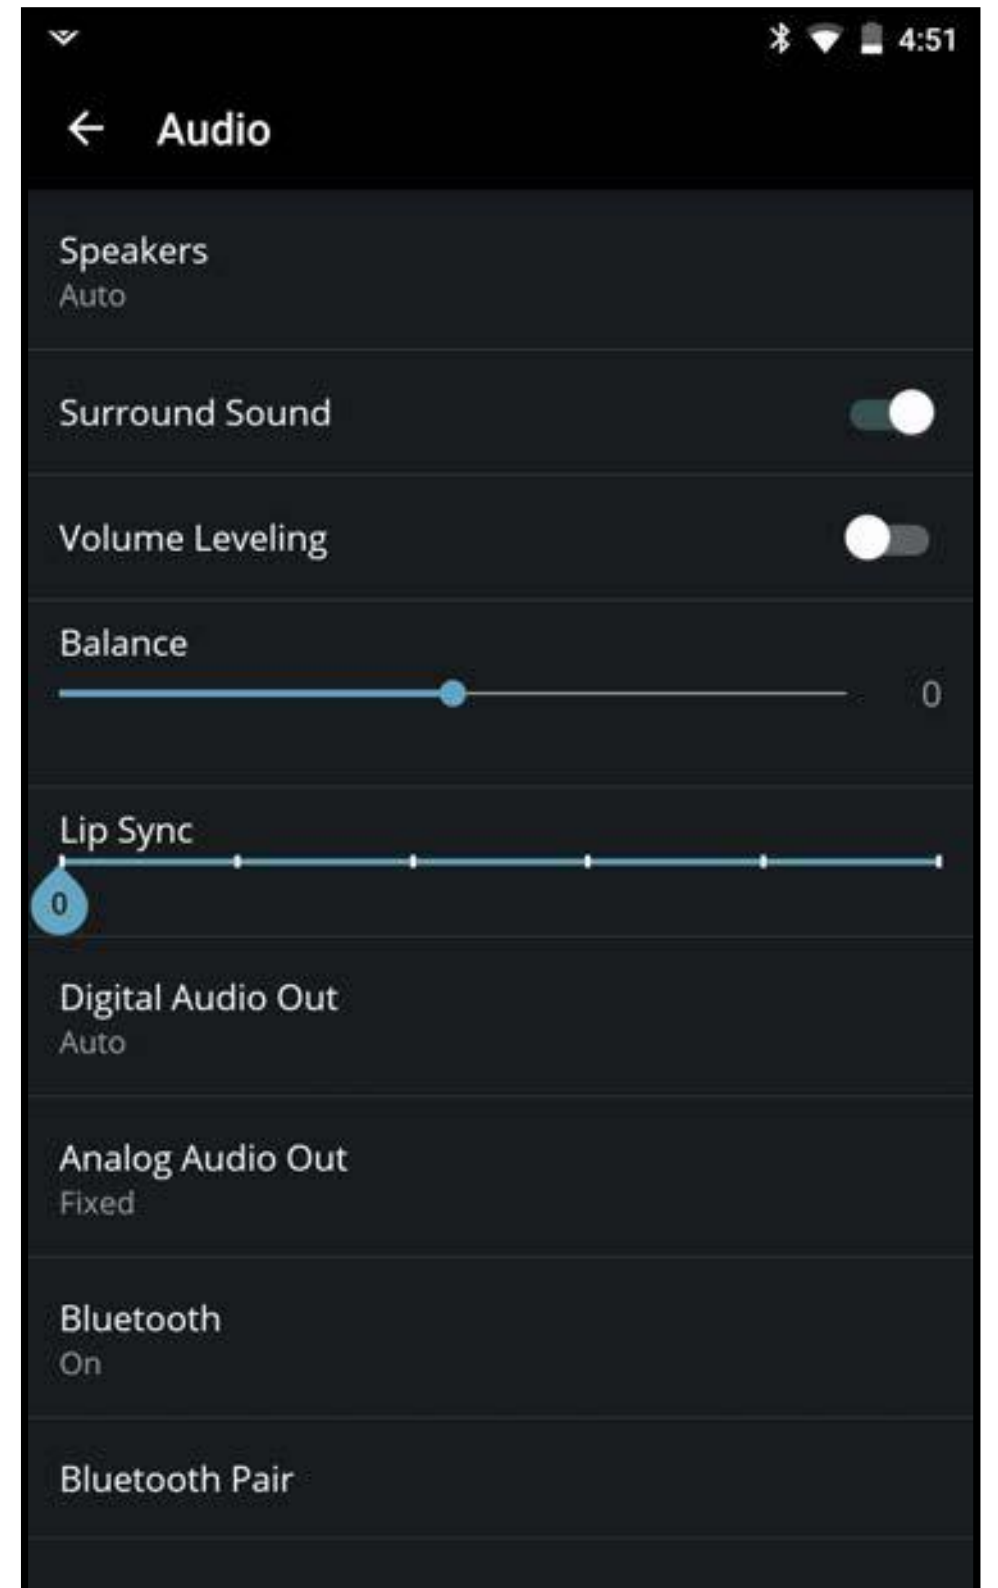 4:51
Audio
Speakers
Auto
Surround Sound
Volume Leveling
Balance
0
Lip Sync
0
Digital Audio Out
Auto
Analog Audio Out
Fixed
Bluetooth
On
Bluetooth Pair